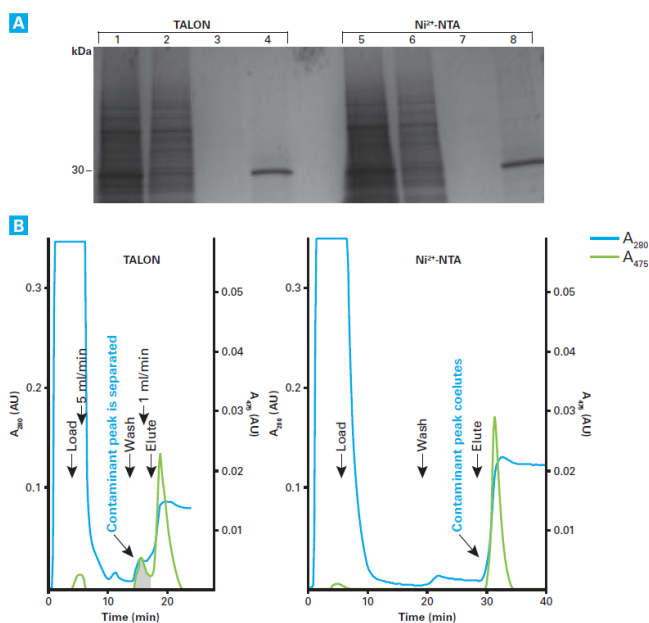 A
TALON
Ni²⁺-NTA
1 2 3 4 5 6 7 8
kDa
30
B
TALON
A₂₈₀ (AU)
0.3
0.2
0.1
Load
5 ml/min
Contaminant peak is separated
Wash
1 ml/min
Elute
0.05
0.04
0.03
0.02
0.01
A₄₇₅ (AU)
0 10 20
Time (min)
Ni²⁺-NTA
A₂₈₀ (AU)
0.3
0.2
0.1
Load
Wash
Contaminant peak coelutes
Elute
0.05
0.04
0.03
0.02
0.01
A₄₇₅ (AU)
0 10 20 30 40
Time (min)
A₂₈₀
A₄₇₅